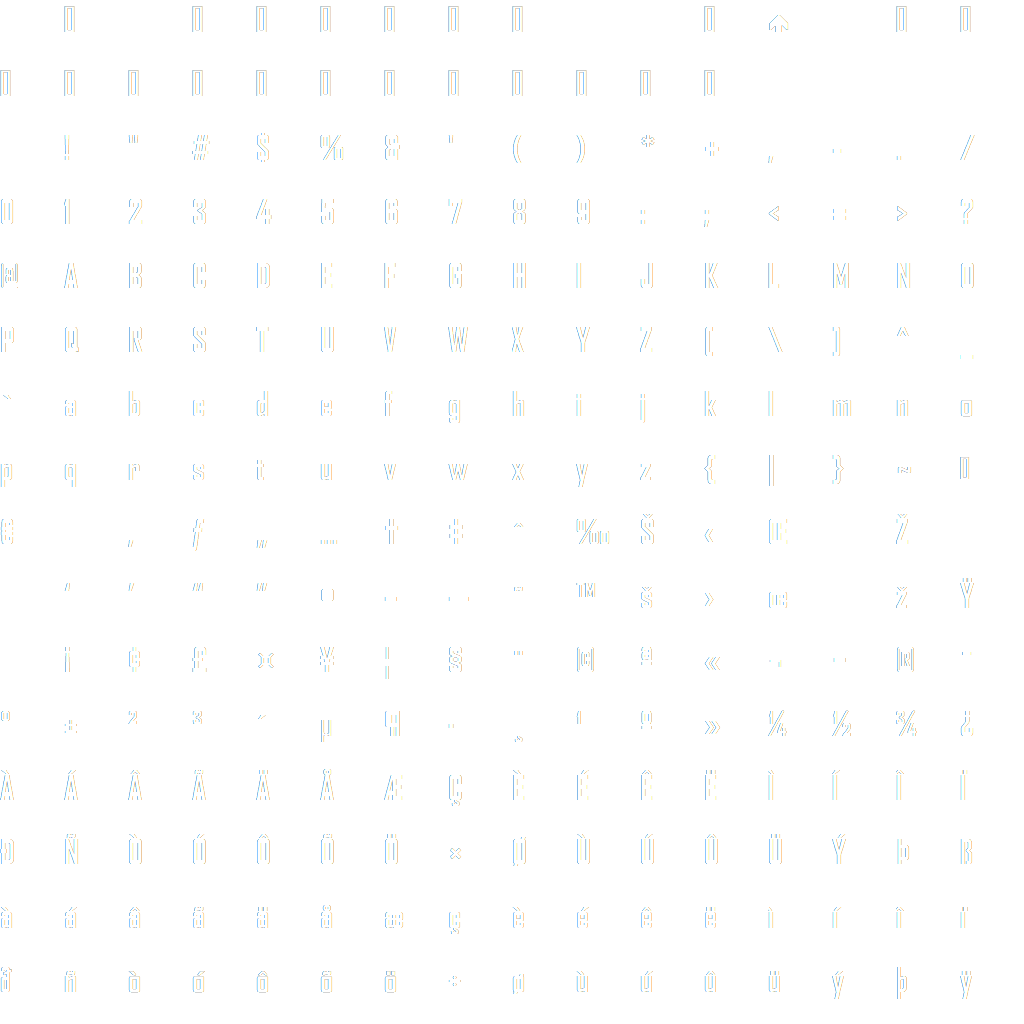 ! " # $ % & ' ( ) * + , - . /
0 1 2 3 4 5 6 7 8 9 : ; < = > ?
@ A B C D E F G H I J K L M N O
P Q R S T U V W X Y Z [ \ ] ^ _
` a b c d e f g h i j k l m n o
p q r s t u v w x y z { | } ~
€ ‚ ƒ „ … † ‡ ˆ ‰ Š ‹ Œ Ž
‘ ’ “ ” • – — ˜ ™ š › œ ž Ÿ
¡ ¢ £ ¤ ¥ ¦ § ¨ © ª « ¬ - ® ¯
° ± ² ³ ´ µ ¶ · ¸ ¹ º » ¼ ½ ¾ ¿
À Á Â Ã Ä Å Æ Ç È É Ê Ë Ì Í Î Ï
Ð Ñ Ò Ó Ô Õ Ö × Ø Ù Ú Û Ü Ý Þ ß
à á â ã ä å æ ç è é ê ë ì í î ï
ð ñ ò ó ô õ ö ÷ ø ù ú û ü ý þ ÿ